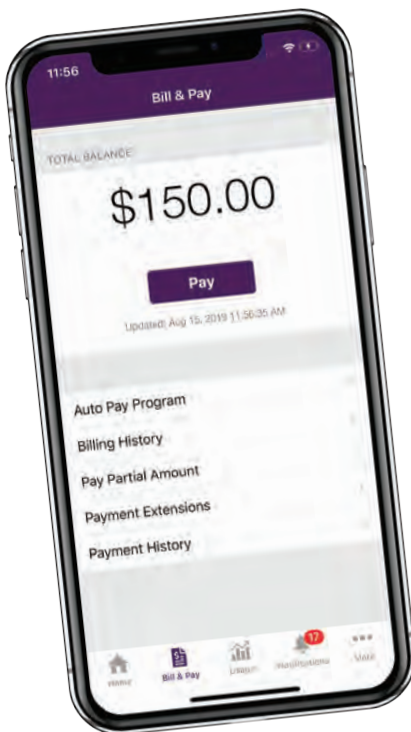 11:56
Bill & Pay
TOTAL BALANCE
$150.00
Pay
Updated: Aug 15, 2019 11:56:35 AM
Auto Pay Program
Billing History
Pay Partial Amount
Payment Extensions
Payment History
17
Home
Bill & Pay
Usage
Notifications
More